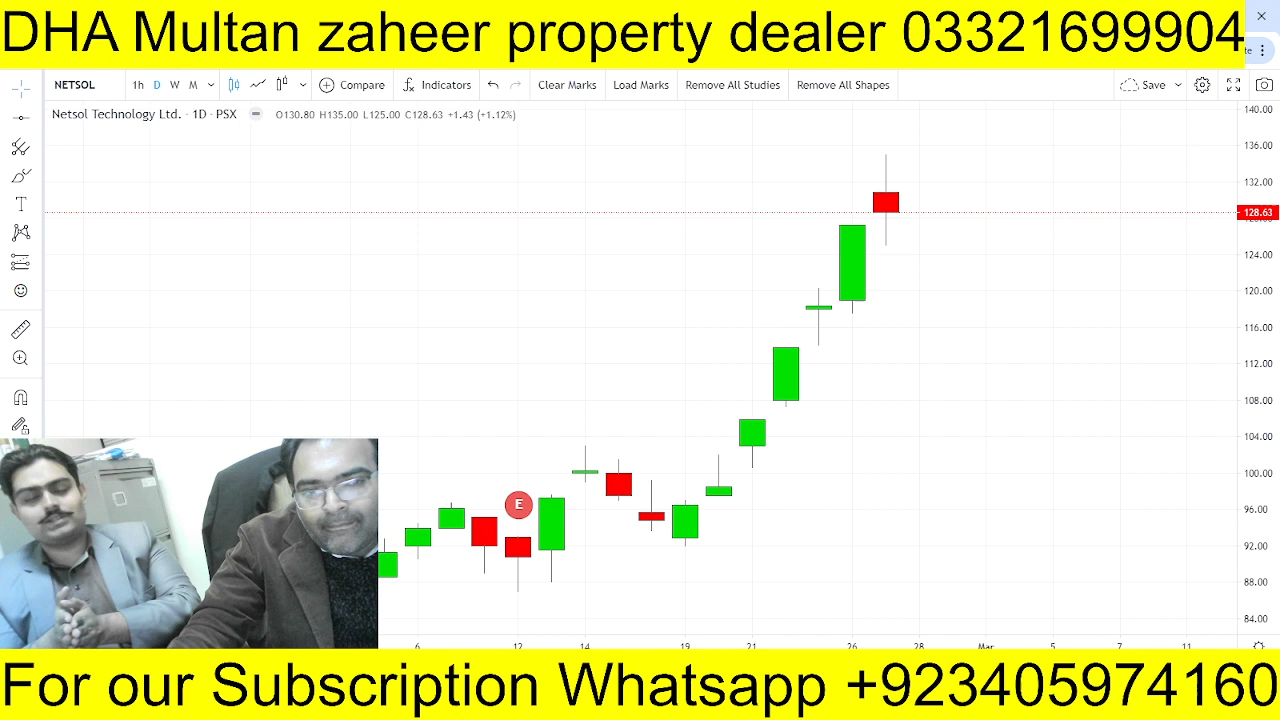 DHA Multan zaheer property dealer 03321699904
te
NETSOL 1h D W M Compare Indicators Clear Marks Load Marks Remove All Studies Remove All Shapes Save
Netsol Technology Ltd. · 1D · PSX O130.80 H135.00 L125.00 C128.63 +1.43 (+1.12%)
140.00
136.00
132.00
128.63
124.00
120.00
116.00
112.00
108.00
104.00
100.00
96.00
92.00
88.00
84.00
T
E
6 12 14 19 21 26 28 Mar 5 7 11
For our Subscription Whatsapp +923405974160